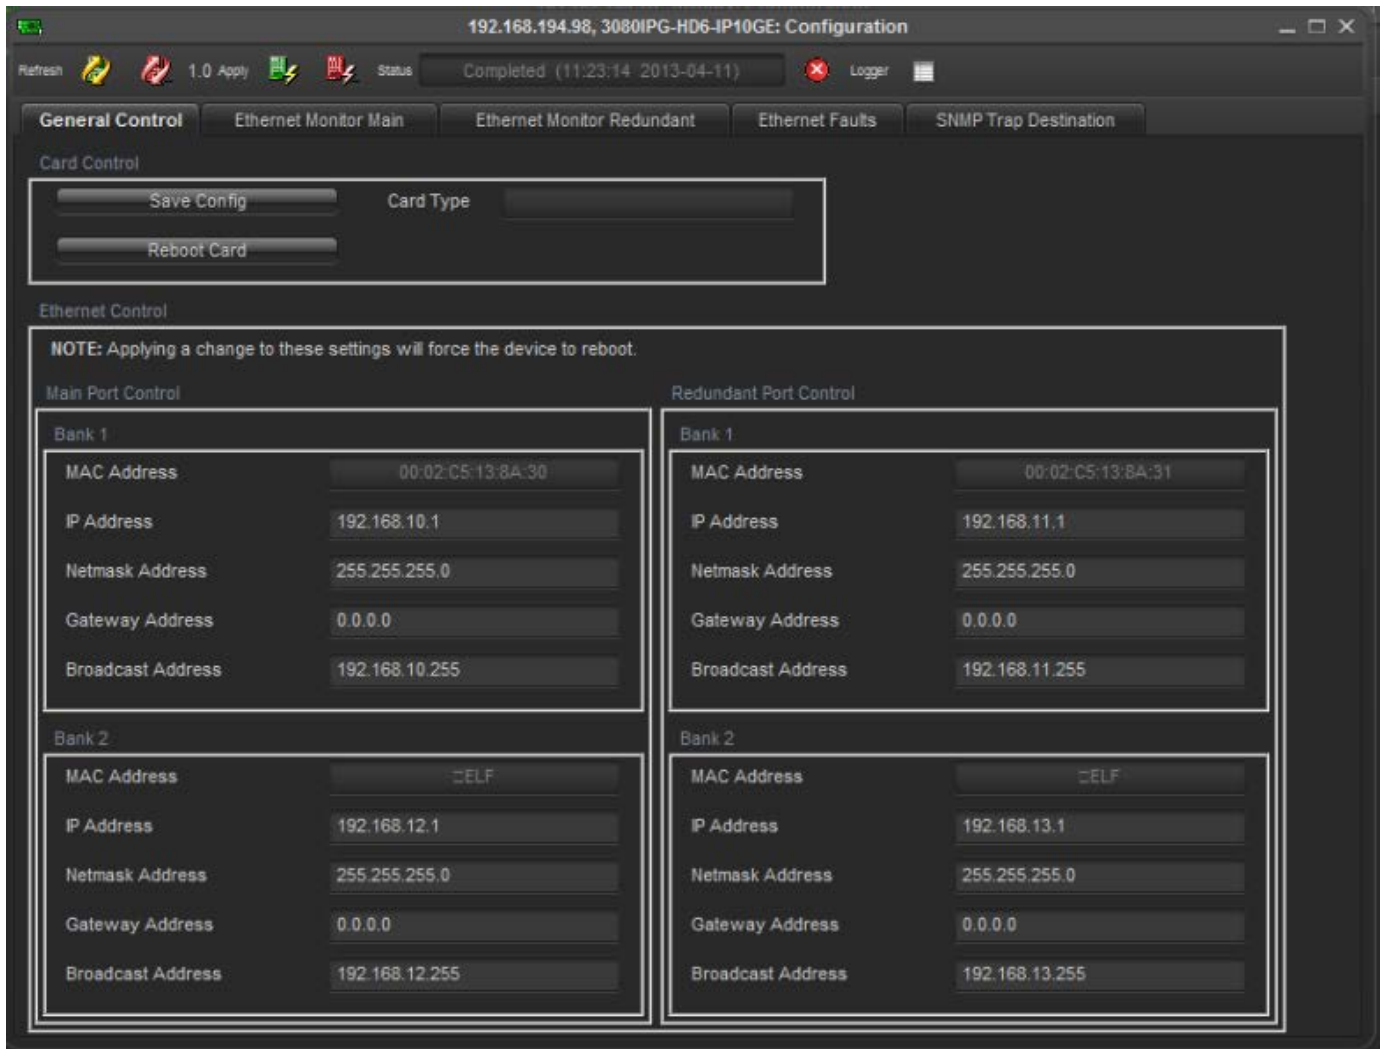 192.168.194.98, 3080IPG-HD6-IP10GE: Configuration
Refresh 1.0 Apply Status Completed (11:23:14 2013-04-11) Logger
General Control Ethernet Monitor Main Ethernet Monitor Redundant Ethernet Faults SNMP Trap Destination
Card Control
Save Config Card Type
Reboot Card
Ethernet Control
NOTE: Applying a change to these settings will force the device to reboot.
Main Port Control
Bank 1
MAC Address 00:02:C5:13:8A:30
IP Address 192.168.10.1
Netmask Address 255.255.255.0
Gateway Address 0.0.0.0
Broadcast Address 192.168.10.255
Bank 2
MAC Address ::ELF
IP Address 192.168.12.1
Netmask Address 255.255.255.0
Gateway Address 0.0.0.0
Broadcast Address 192.168.12.255
Redundant Port Control
Bank 1
MAC Address 00:02:C5:13:8A:31
IP Address 192.168.11.1
Netmask Address 255.255.255.0
Gateway Address 0.0.0.0
Broadcast Address 192.168.11.255
Bank 2
MAC Address ::ELF
IP Address 192.168.13.1
Netmask Address 255.255.255.0
Gateway Address 0.0.0.0
Broadcast Address 192.168.13.255